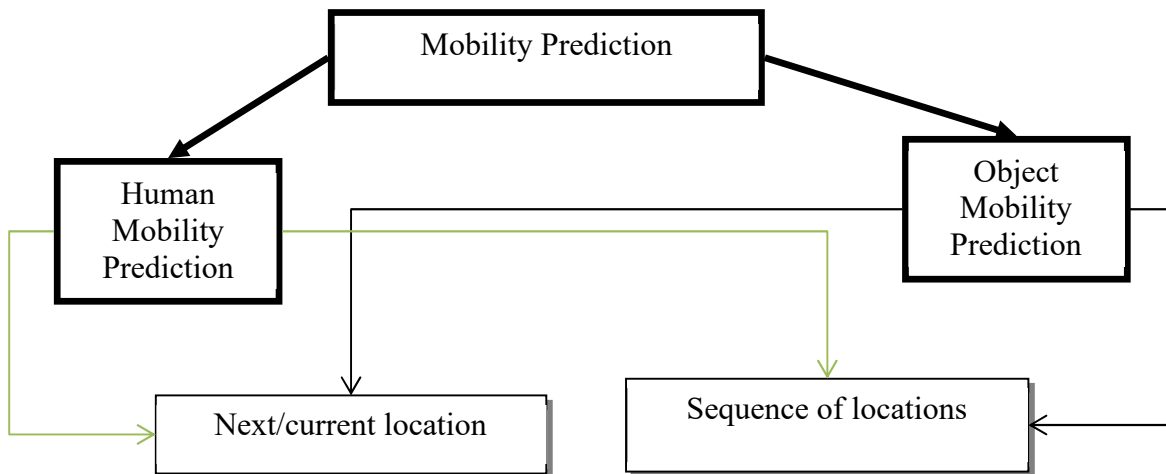 Mobility Prediction
Human
Mobility
Prediction
Object
Mobility
Prediction
Next/current location
Sequence of locations